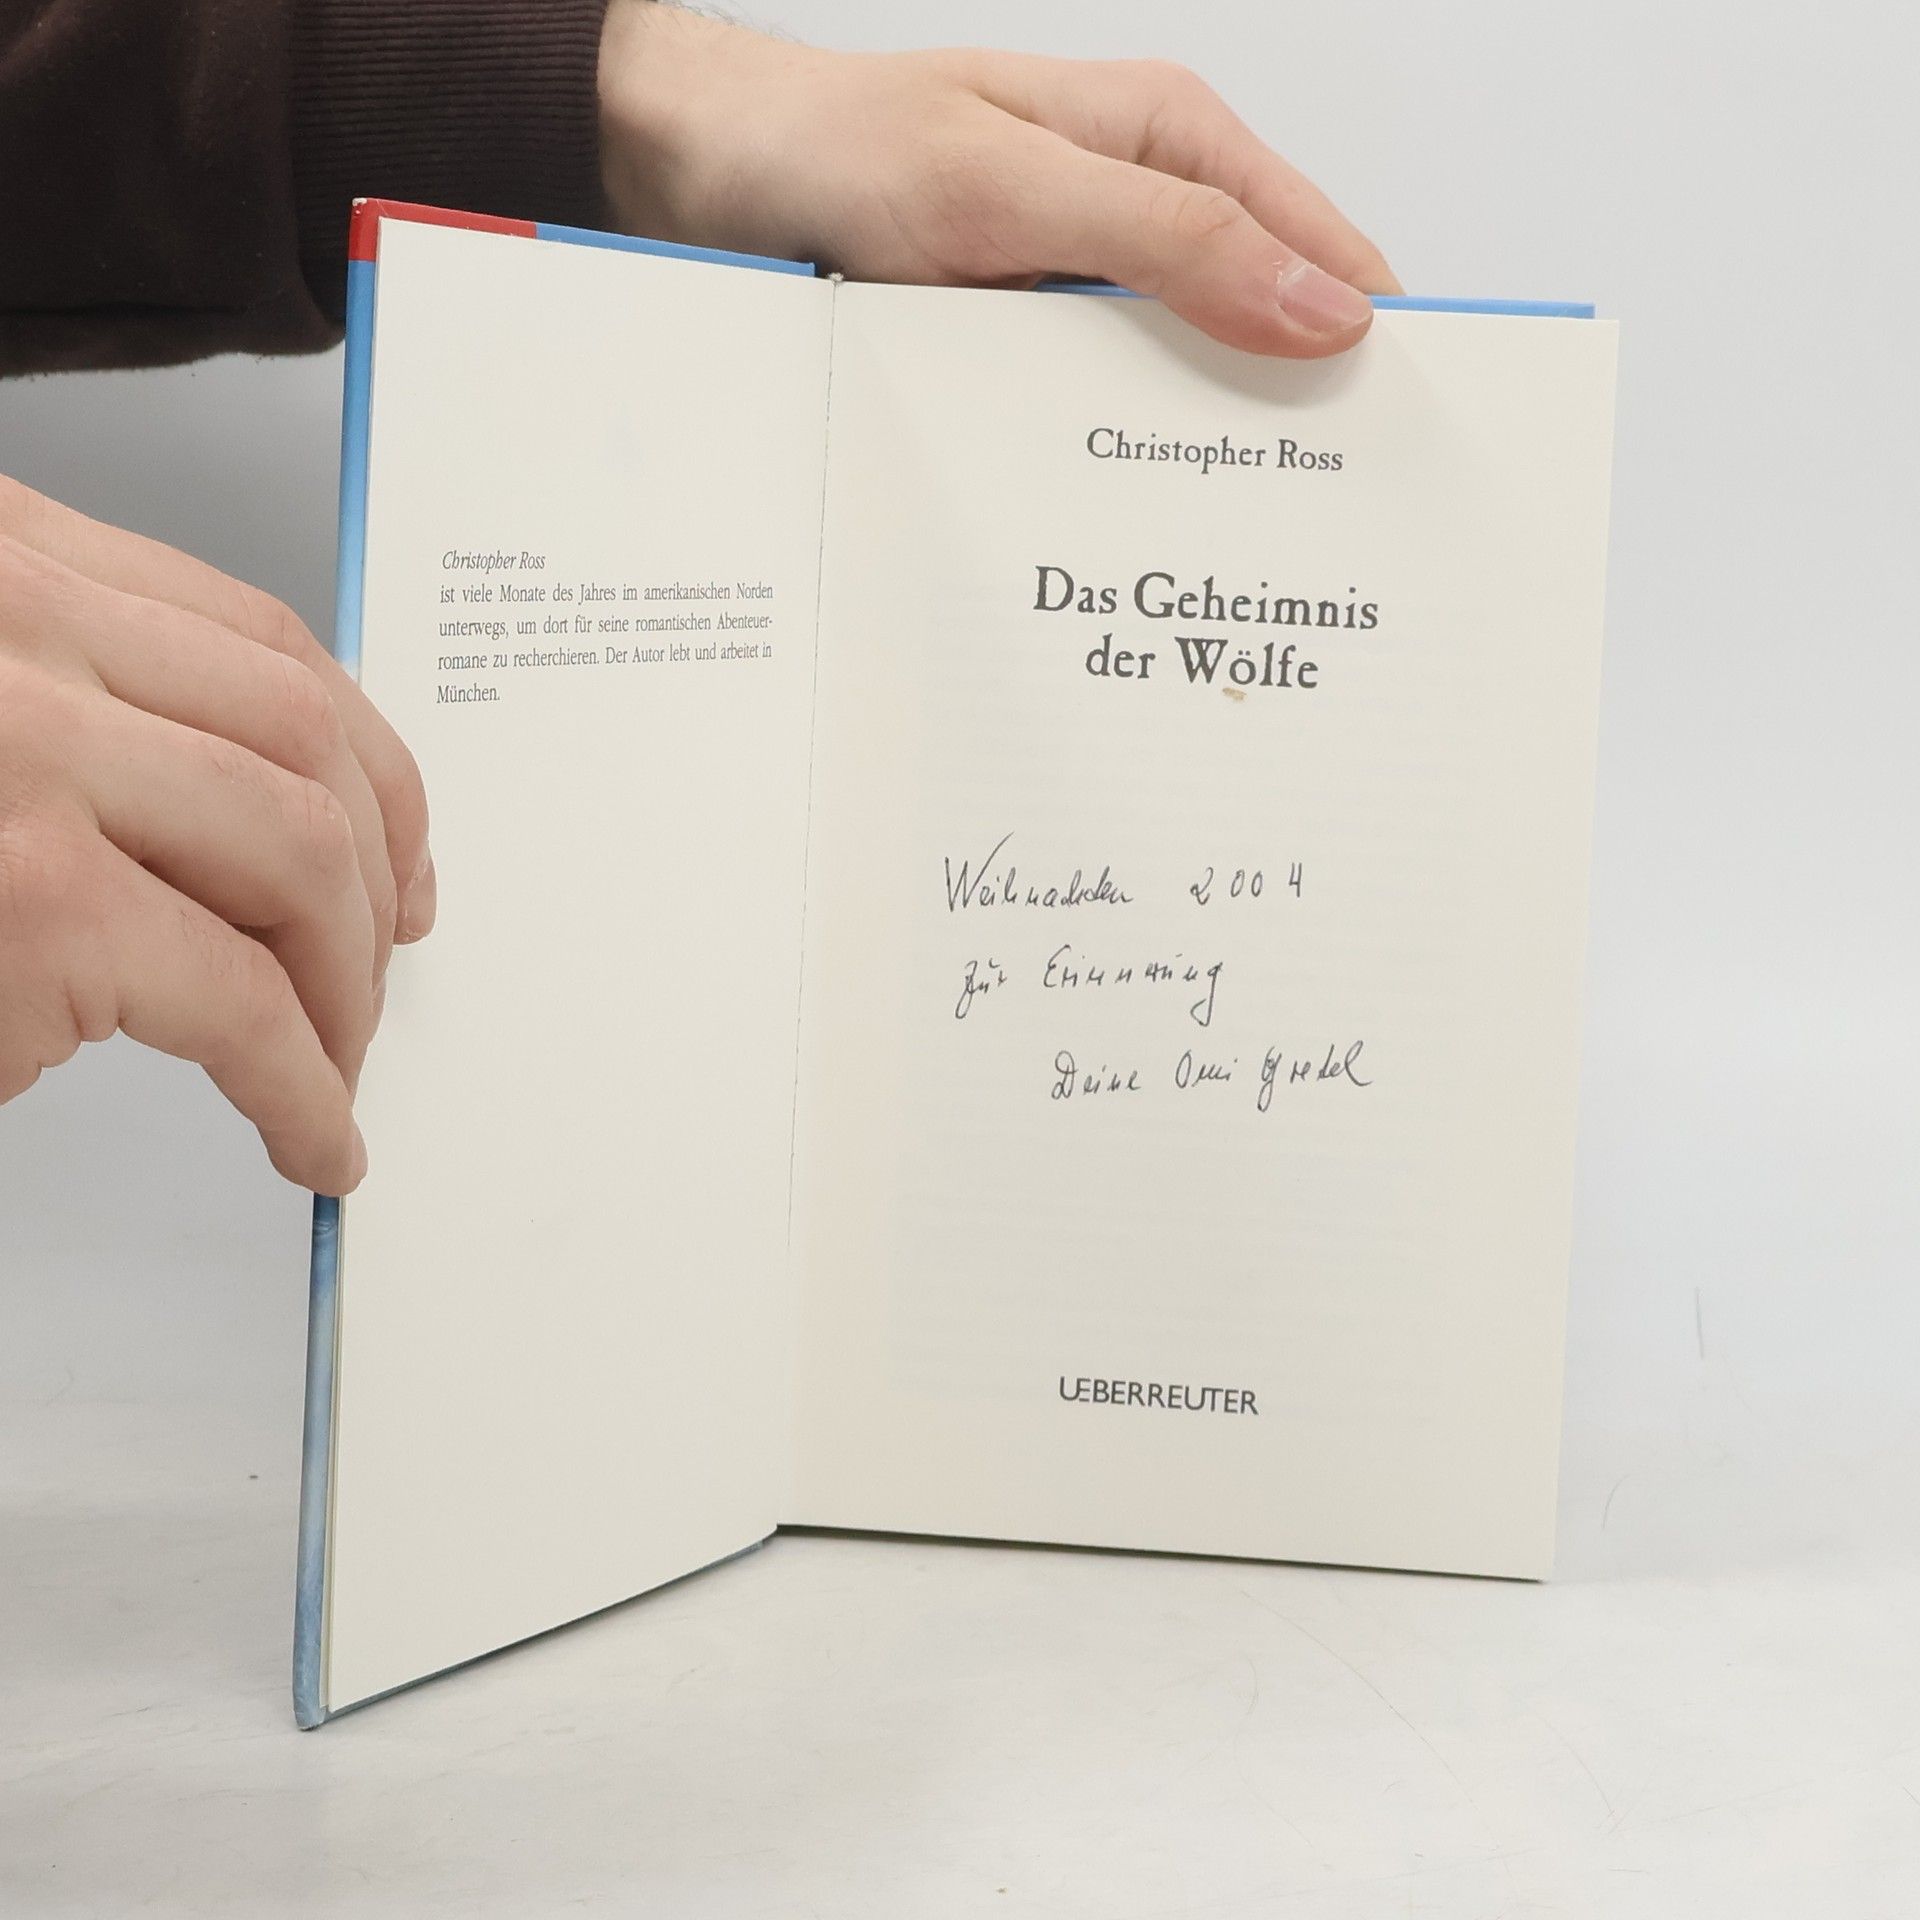 Christopher Ross
ist viele Monate des Jahres im amerikanischen Norden
unterwegs, um dort für seine romantischen Abenteuer-
romane zu recherchieren. Der Autor lebt und arbeitet in
München.
Christopher Ross
Das Geheimnis
der Wölfe
Weihnachten 2004
Zur Erinnerung
Deine Omi Gretel
UEBERREUTER